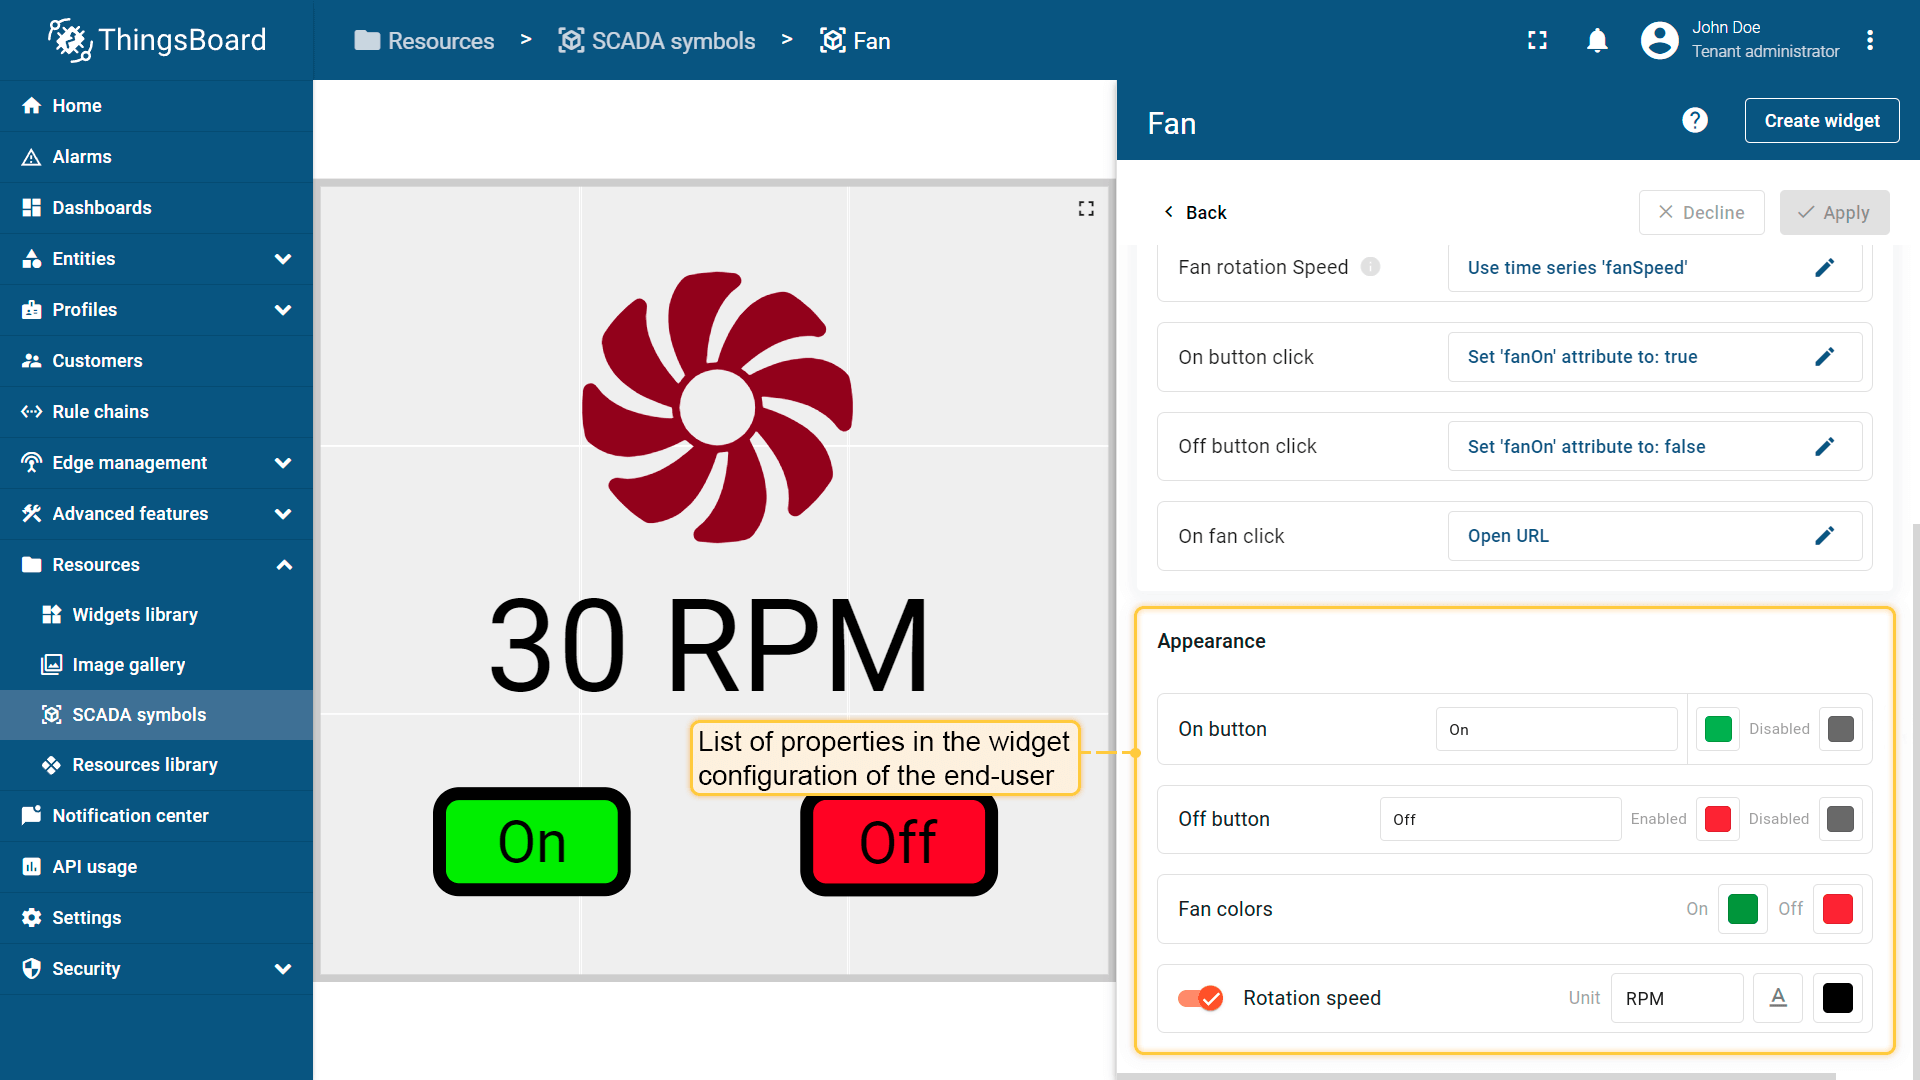 ThingsBoard
Resources > SCADA symbols > Fan
John Doe
Tenant administrator
Home
Alarms
Dashboards
Entities
Profiles
Customers
Rule chains
Edge management
Advanced features
Resources
Widgets library
Image gallery
SCADA symbols
Resources library
Notification center
API usage
Settings
Security
30 RPM
On
Off
List of properties in the widget
configuration of the end-user
Fan
?
Create widget
Back
Decline
Apply
Fan rotation Speed
Use time series 'fanSpeed'
On button click
Set 'fanOn' attribute to: true
Off button click
Set 'fanOn' attribute to: false
On fan click
Open URL
Appearance
On button
On
Disabled
Off button
Off
Enabled
Disabled
Fan colors
On
Off
Rotation speed
Unit
RPM
A